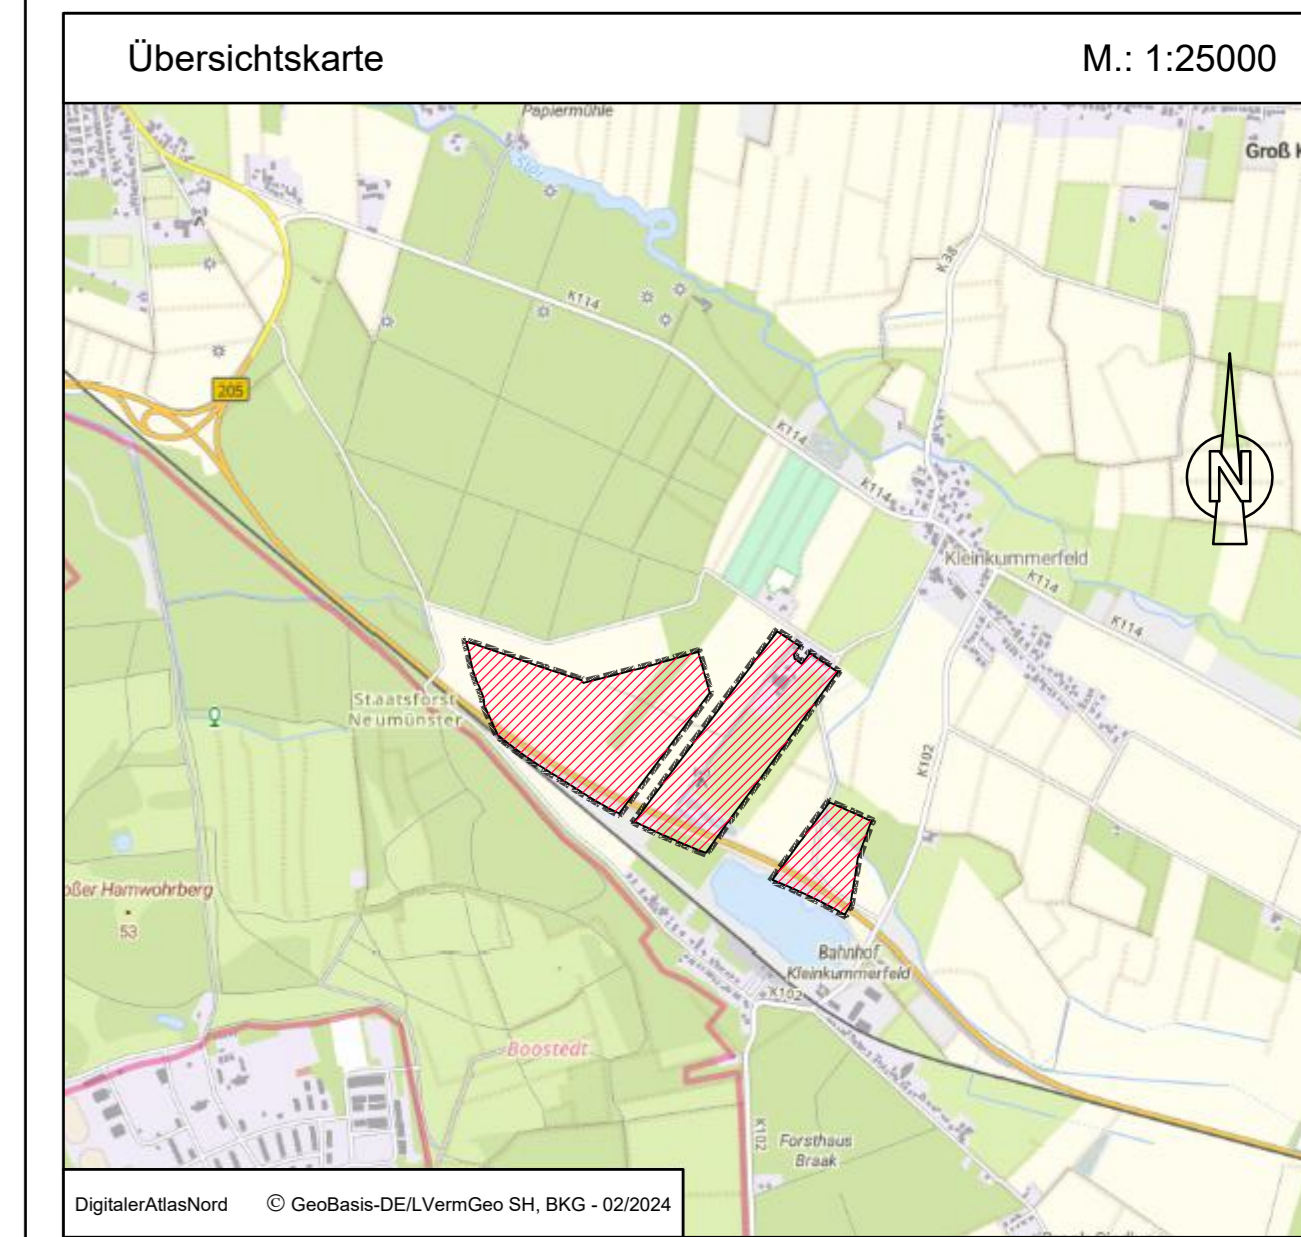 Übersichtskarte
M.: 1:25000
Papiermühle
Stör
Groß K
K38
K114
205
K114
K114
Kleinkummerfeld
K114
K114
Staatsforst
Neumünster
K102
oßer Hamwohrberg
53
Bahnhof
Kleinkummerfeld
K102
Boostedt
K102
Forsthaus
Braak
N
DigitalerAtlasNord
© GeoBasis-DE/LVermGeo SH, BKG - 02/2024